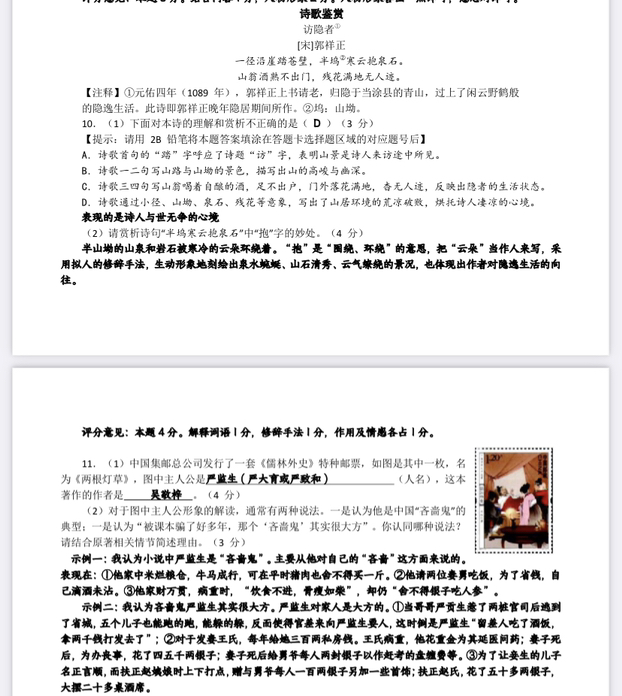 诗歌鉴赏
访隐者①
[宋]郭祥正
一径沿崖踏苍壁，半坞②寒云抱泉石。
山翁酒熟不出门，残花满地无人迹。
【注释】①元佑四年（1089 年），郭祥正上书请老，归隐于当涂县的青山，过上了闲云野鹤般
的隐逸生活。此诗即郭祥正晚年隐居期间所作。②坞：山坳。
10．（1）下面对本诗的理解和赏析不正确的是（ D ）（3 分）
【提示：请用 2B 铅笔将本题答案填涂在答题卡选择题区域的对应题号后】
A．诗歌首句的“踏”字呼应了诗题“访”字，表明山景是诗人来访途中所见。
B．诗歌一二句写山路与山坳的景色，描写出山的高峻与幽深。
C．诗歌三四句写山翁喝着自酿的酒，足不出户，门外落花满地，杳无人迹，反映出隐者的生活状态。
D．诗歌通过小径、山坳、泉石、残花等意象，写出了山居环境的荒凉破败，烘托诗人凄凉的心境。
表现的是诗人与世无争的心境
（2）请赏析诗句“半坞寒云抱泉石”中“抱”字的妙处。（4 分）
半山坳的山泉和岩石被寒冷的云朵环绕着。“抱”是“围绕、环绕”的意思，把“云朵”当作人来写，采
用拟人的修辞手法，生动形象地刻绘出泉水蜿蜒、山石清秀、云气缭绕的景况，也体现出作者对隐逸生活的向
往。
评分意见：本题 4 分。解释词语 1 分，修辞手法 1 分，作用及情感各占 1 分。
11．（1）中国集邮总公司发行了一套《儒林外史》特种邮票，如图是其中一枚，名
为《两根灯草》，图中主人公是严监生（严大育或严致和）（人名），这本
著作的作者是吴敬梓。（4 分）
（2）对于图中主人公形象的解读，通常有两种说法。一是认为他是中国“吝啬鬼”的
典型；一是认为“被课本骗了好多年，那个‘吝啬鬼’其实很大方”。你认同哪种说法？
请结合原著相关情节简述理由。（3 分）
示例一：我认为小说中严监生是“吝啬鬼”。主要从他对自己的“吝啬”这方面来说的。
表现在：①他家中米烂粮仓，牛马成行，可在平时猪肉也舍不得买一斤。②他请两位妻舅吃饭，为了省钱，自
己滴酒未沾。③他家财万贯，病重时，“饮食不进，骨瘦如柴”，却仍“舍不得银子吃人参”。
示例二：我认为吝啬鬼严监生其实很大方。严监生对家人是大方的。①当哥哥严贡生惹了两桩官司后逃到
了省城，五个儿子也能跑的跑，能躲的躲，反而使得官差来向严监生要人，这时倒是严监生“留差人吃了酒饭，
拿两千钱打发去了”；②对于发妻王氏，每年给她三百两私房钱。王氏病重，他花重金为其延医问药；妻子死
后，为办丧事，花了四五千两银子；妻子死后给舅爷每人两封银子以作赶考的盘缠费等。③为了让妾生的儿子
名正言顺，而扶正赵姨娘时上下打点，赠与舅爷每人一百两银子另加一些首饰；扶正赵氏，花了五十多两银子，
大摆二十多桌酒席。